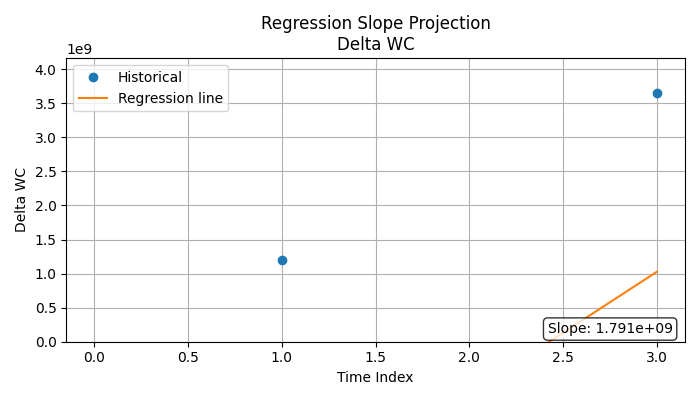 Regression Slope Projection
Delta WC
1e9
Historical
Regression line
4.0
3.5
3.0
2.5
2.0
1.5
1.0
0.5
0.0
Delta WC
Slope: 1.791e+09
0.0 0.5 1.0 1.5 2.0 2.5 3.0
Time Index